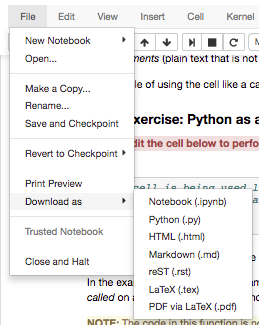 File Edit View Insert Cell Kernel
New Notebook
Open...
ments (plain text that is not
le of using the cell like a ca
Make a Copy...
Rename...
Save and Checkpoint
xercise: Python as a
dit the cell below to perfo
Revert to Checkpoint
Print Preview
cell is being used l
Download as
Notebook (.ipynb)
Python (.py)
HTML (.html)
Markdown (.md)
reST (.rst)
LaTeX (.tex)
PDF via LaTeX (.pdf)
Trusted Notebook
Close and Halt
In the exa
called on a
NOTE: The code in this function is n